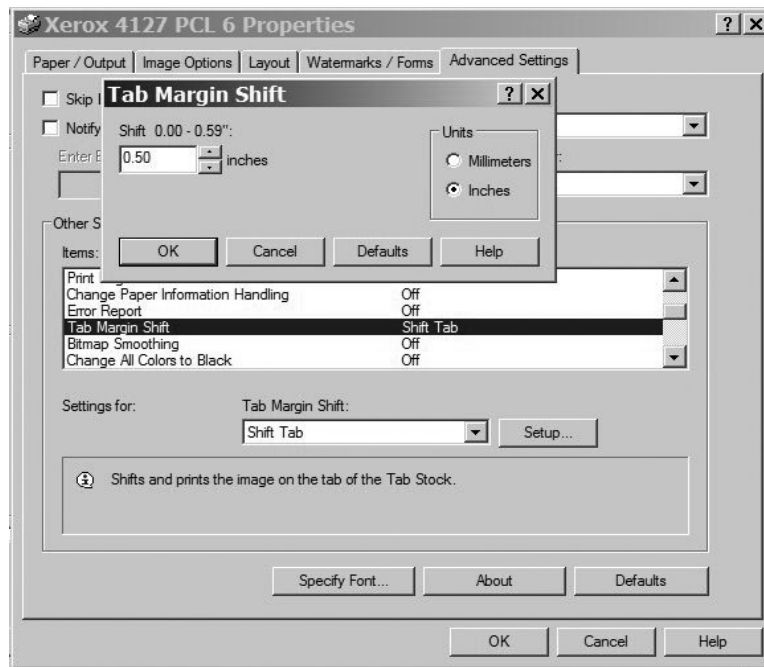 Xerox 4127 PCL 6 Properties
Paper / Output Image Options Layout Watermarks / Forms Advanced Settings
Skip
Tab Margin Shift
Notify
Shift 0.00 - 0.59":
Units
Enter
0.50 inches
Millimeters
Inches
Other S
OK Cancel Defaults Help
Items:
Print
Change Paper Information Handling Off
Error Report Off
Tab Margin Shift Shift Tab
Bitmap Smoothing Off
Change All Colors to Black Off
Settings for: Tab Margin Shift:
Shift Tab Setup...
Shifts and prints the image on the tab of the Tab Stock.
Specify Font... About Defaults
OK Cancel Help